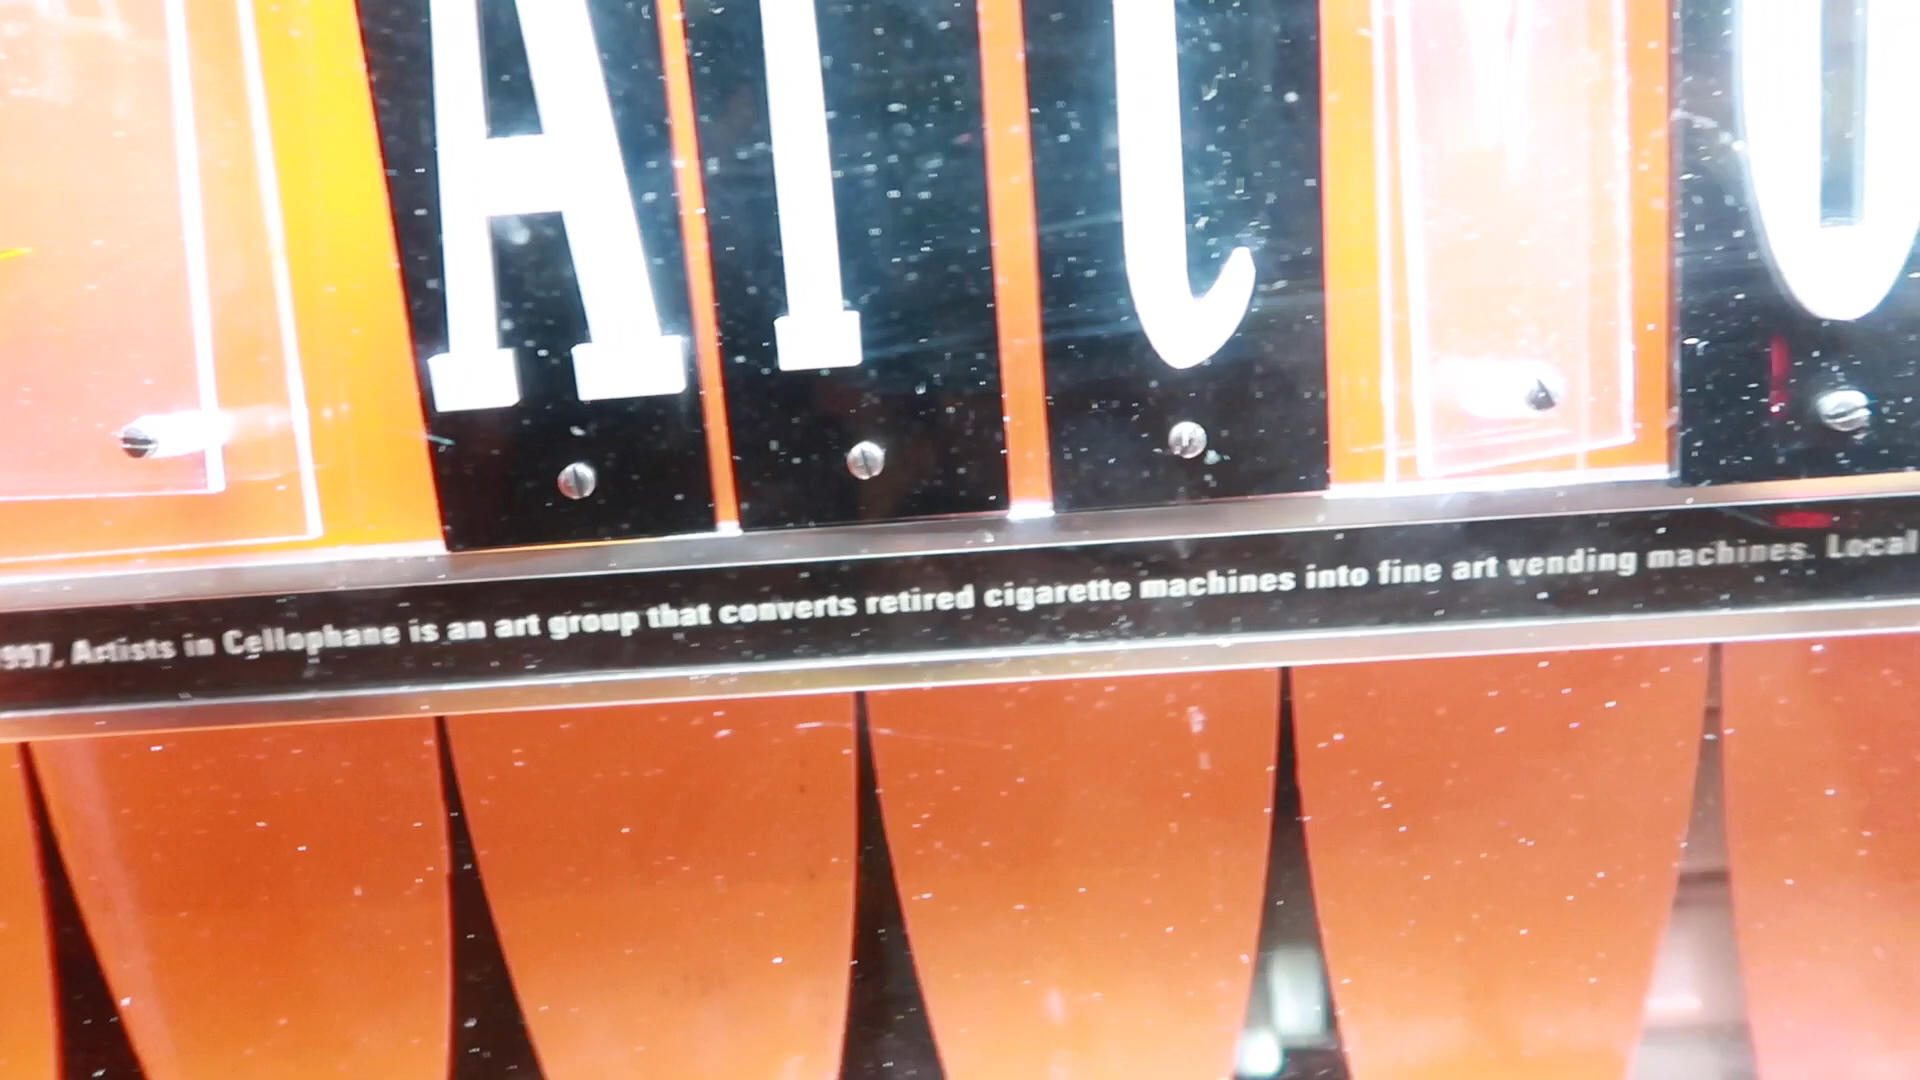 A
997, Artists in Cellophane is an art group that converts retired cigarette machines into fine art vending machines. Local